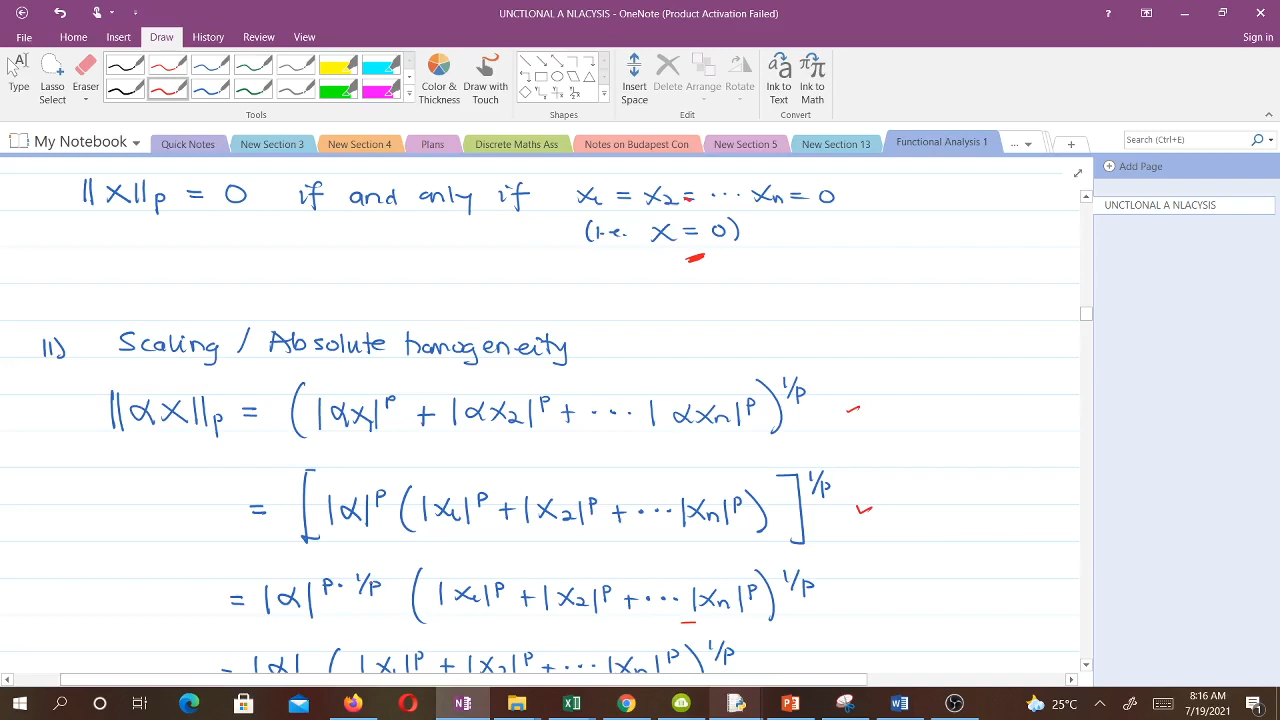 UNCTLONAL A NLACYSIS - OneNote (Product Activation Failed)
File Home Insert Draw History Review View Sign in
Type Lasso Select Eraser Color & Thickness Draw with Touch Insert Space Delete Arrange Rotate Ink to Text Ink to Math
Tools Shapes Edit Convert
My Notebook Quick Notes New Section 3 New Section 4 Plans Discrete Maths Ass Notes on Budapest Con New Section 5 New Section 13 Functional Analysis 1 ... Search (Ctrl+E)
Add Page
UNCTLONAL A NLACYSIS
||x||p = 0 if and only if x₁ = x₂ = ... xn = 0
(i.e. x = 0)
11) Scaling / Absolute homogeneity
||αx||p = (|αx₁|^p + |αx₂|^p + ... |αxn|^p)^1/p
= [|α|^p (|x₁|^p + |x₂|^p + ... |xn|^p)]^1/p
= |α|^p·1/p (|x₁|^p + |x₂|^p + ... |xn|^p)^1/p
= |α| (|x₁|^p + |x₂|^p + ... |xn|^p)^1/p
25°C 8:16 AM
7/19/2021